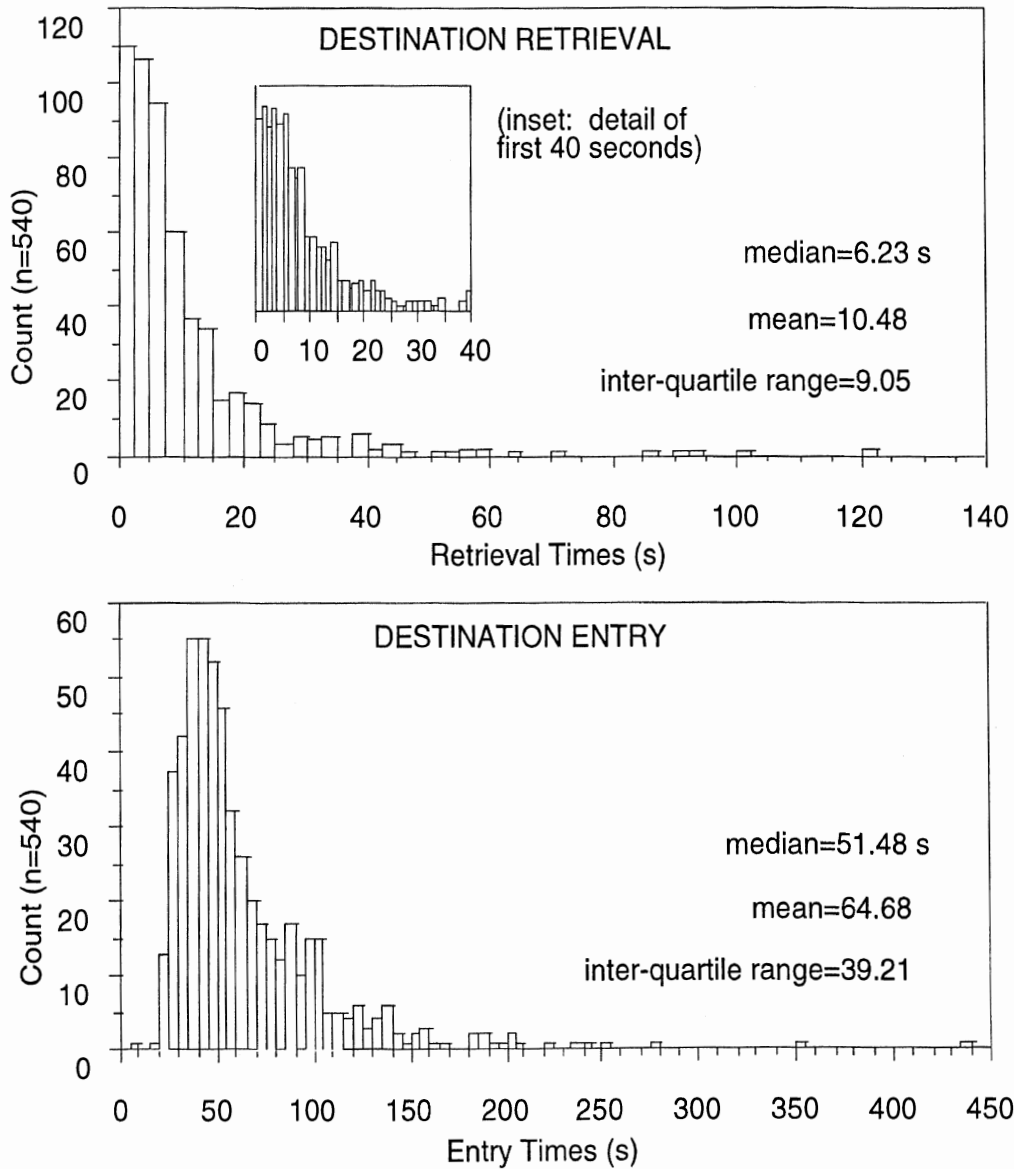 DESTINATION RETRIEVAL
(inset: detail of
first 40 seconds)
median=6.23 s
mean=10.48
inter-quartile range=9.05
Count (n=540)
120
100
80
60
40
20
0
0 10 20 30 40
0 20 40 60 80 100 120 140
Retrieval Times (s)
DESTINATION ENTRY
median=51.48 s
mean=64.68
inter-quartile range=39.21
Count (n=540)
60
50
40
30
20
10
0
0 50 100 150 200 250 300 350 400 450
Entry Times (s)